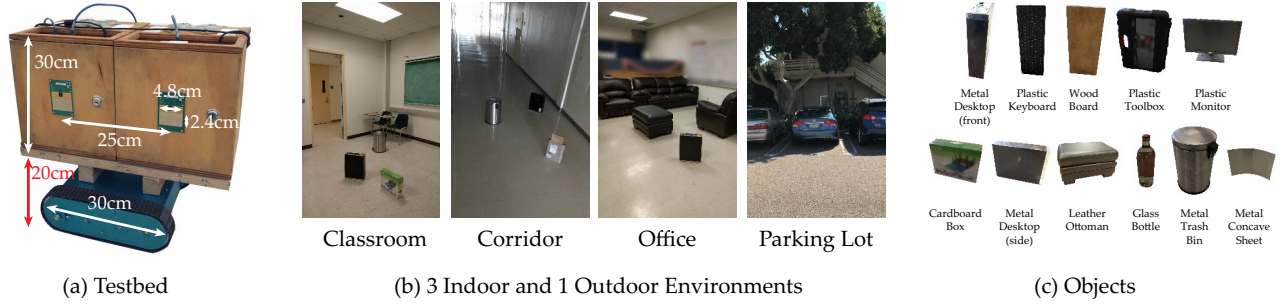 30cm
4.8cm
2.4cm
25cm
20cm
30cm
(a) Testbed
Classroom
Corridor
Office
Parking Lot
(b) 3 Indoor and 1 Outdoor Environments
Metal
Desktop
(front)
Plastic
Keyboard
Wood
Board
Plastic
Toolbox
Plastic
Monitor
Cardboard
Box
Metal
Desktop
(side)
Leather
Ottoman
Glass
Bottle
Metal
Trash
Bin
Metal
Concave
Sheet
(c) Objects